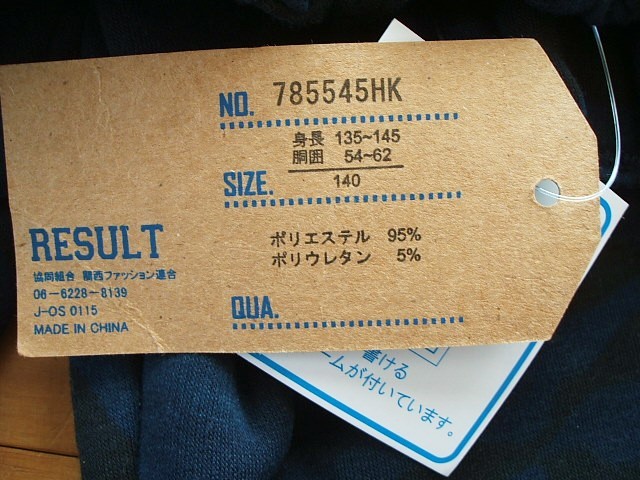 NO. 785545HK
身長 135~145
胴囲 54~62
SIZE. 140
ポリエステル 95%
ポリウレタン 5%
QUA.
RESULT
協同組合 関西ファッション連合
06-6228-8139
J-OS 0115
MADE IN CHINA
書ける
ームが付いています。